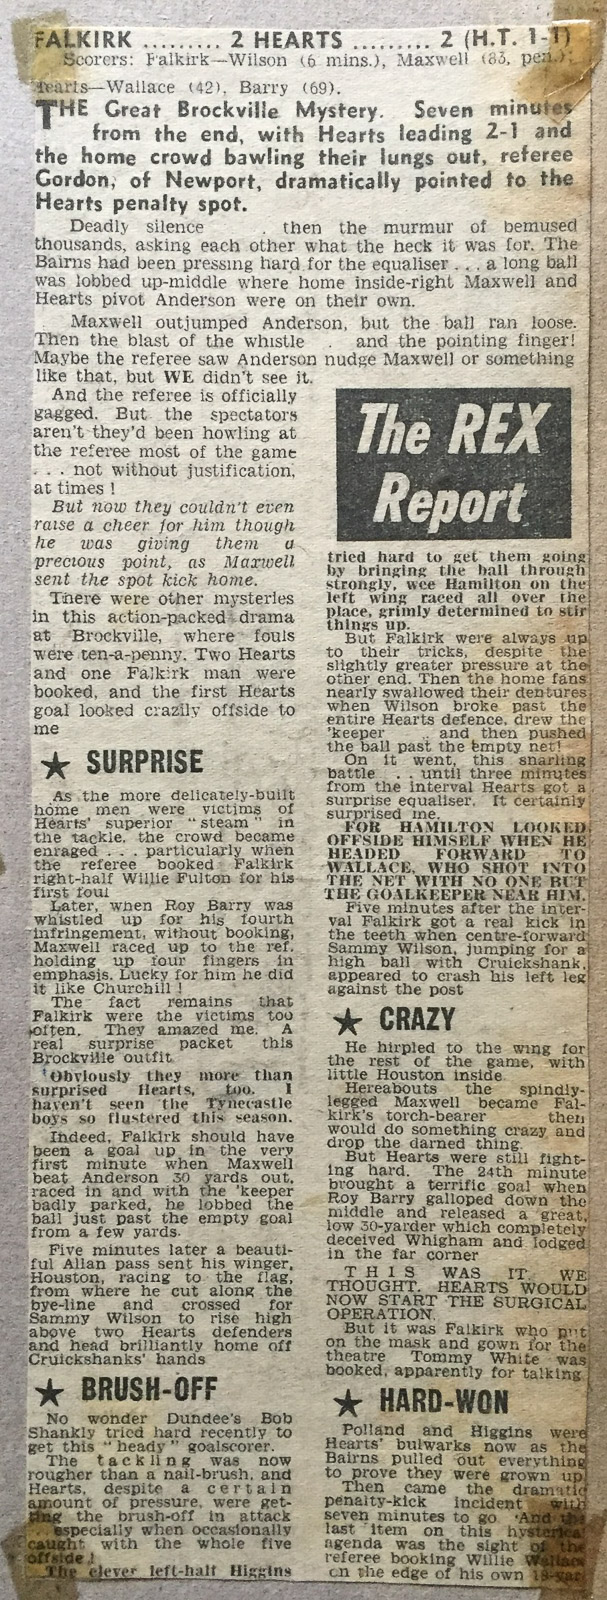 FALKIRK ......... 2 HEARTS ......... 2 (H.T. 1-1)
Scorers: Falkirk—Wilson (6 mins.), Maxwell (83, pen.);
Hearts—Wallace (42), Barry (69).
THE Great Brockville Mystery. Seven minutes
from the end, with Hearts leading 2-1 and
the home crowd bawling their lungs out, referee
Gordon, of Newport, dramatically pointed to the
Hearts penalty spot.
Deadly silence . then the murmur of bemused
thousands, asking each other what the heck it was for. The
Bairns had been pressing hard for the equaliser . . . a long ball
was lobbed up-middle where home inside-right Maxwell and
Hearts pivot Anderson were on their own.
Maxwell outjumped Anderson, but the ball ran loose.
Then the blast of the whistle . and the pointing finger!
Maybe the referee saw Anderson nudge Maxwell or something
like that, but WE didn't see it.
And the referee is officially
gagged. But the spectators
aren't they'd been howling at
the referee most of the game
. . . not without justification,
at times !
But now they couldn't even
raise a cheer for him though
he was giving them a
precious point, as Maxwell
sent the spot kick home.
There were other mysteries
in this action-packed drama
at Brockville, where fouls
were ten-a-penny. Two Hearts
and one Falkirk man were
booked, and the first Hearts
goal looked crazily offside to
me
★ SURPRISE
As the more delicately-built
home men were victims of
Hearts' superior "steam" in
the tackle, the crowd became
enraged . . . particularly when
the referee booked Falkirk
right-half Willie Fulton for his
first foul
Later, when Roy Barry was
whistled up for his fourth
infringement, without booking,
Maxwell raced up to the ref.
holding up four fingers in
emphasis. Lucky for him he did
it like Churchill !
The fact remains that
Falkirk were the victims too
often. They amazed me. A
real surprise packet this
Brockville outfit
Obviously they more than
surprised Hearts, too. I
haven't seen the Tynecastle
boys so flustered this season.
Indeed, Falkirk should have
been a goal up in the very
first minute when Maxwell
beat Anderson 30 yards out,
raced in and with the 'keeper
badly parked, he lobbed the
ball just past the empty goal
from a few yards.
Five minutes later a beauti-
ful Allan pass sent his winger,
Houston, racing to the flag,
from where he cut along the
bye-line and crossed for
Sammy Wilson to rise high
above two Hearts defenders
and head brilliantly home off
Cruickshanks' hands
★ BRUSH-OFF
No wonder Dundee's Bob
Shankly tried hard recently to
get this "heady" goalscorer.
The tackling was now
rougher than a nail-brush, and
Hearts, despite a certain
amount of pressure, were get-
ting the brush-off in attack
especially when occasionally
caught with the whole five
offside !
The clever left-half Higgins
The REX
Report
tried hard to get them going
by bringing the ball through
strongly, wee Hamilton on the
left wing raced all over the
place, grimly determined to stir
things up.
But Falkirk were always up
to their tricks, despite the
slightly greater pressure at the
other end. Then the home fans
nearly swallowed their dentures
when Wilson broke past the
entire Hearts defence, drew the
'keeper . . and then pushed
the ball past the empty net!
On it went, this snarling
battle . . until three minutes
from the interval Hearts got a
surprise equaliser. It certainly
surprised me.
FOR HAMILTON LOOKED
OFFSIDE HIMSELF WHEN HE
HEADED FORWARD TO
WALLACE, WHO SHOT INTO
THE NET WITH NO ONE BUT
THE GOALKEEPER NEAR HIM.
Five minutes after the inter-
val Falkirk got a real kick in
the teeth when centre-forward
Sammy Wilson, jumping for a
high ball with Cruickshank,
appeared to crash his left leg
against the post
★ CRAZY
He hirpled to the wing for
the rest of the game, with
little Houston inside
Hereabouts the spindly-
legged Maxwell became Fal-
kirk's torch-bearer then
would do something crazy and
drop the darned thing.
But Hearts were still fight-
ing hard. The 24th minute
brought a terrific goal when
Roy Barry galloped down the
middle and released a great,
low 30-yarder which completely
deceived Whigham and lodged
in the far corner
THIS WAS IT. WE
THOUGHT. HEARTS WOULD
NOW START THE SURGICAL
OPERATION.
But it was Falkirk who put
on the mask and gown for the
theatre Tommy White was
booked, apparently for talking
★ HARD-WON
Polland and Higgins were
Hearts' bulwarks now as the
Bairns pulled out everything
to prove they were grown up
Then came the dramatic
penalty-kick incident with
seven minutes to go And the
last item on this hysterical
agenda was the sight of the
referee booking Willie Wallace
on the edge of his own 18-yard